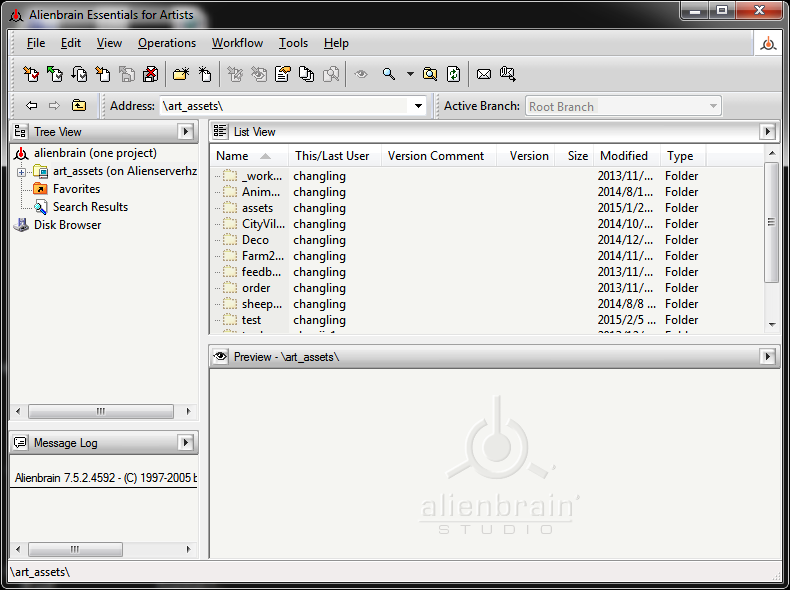 Alienbrain Essentials for Artists
File Edit View Operations Workflow Tools Help
Address: \art_assets\ Active Branch: Root Branch
Tree View
alienbrain (one project)
art_assets (on Alienserverhz
Favorites
Search Results
Disk Browser
List View
Name This/Last User Version Comment Version Size Modified Type
_work... changling 2013/11/... Folder
Anim... changling 2014/8/1... Folder
assets changling 2015/1/2... Folder
CityVil... changling 2014/10/... Folder
Deco changling 2014/12/... Folder
Farm2... changling 2014/11/... Folder
feedb... changling 2013/11/... Folder
order changling 2013/11/... Folder
sheep... changling 2014/8/8 ... Folder
test changling 2015/2/5 ... Folder
Preview - \art_assets\
alienbrain
STUDIO
Message Log
Alienbrain 7.5.2.4592 - (C) 1997-2005 b
\art_assets\